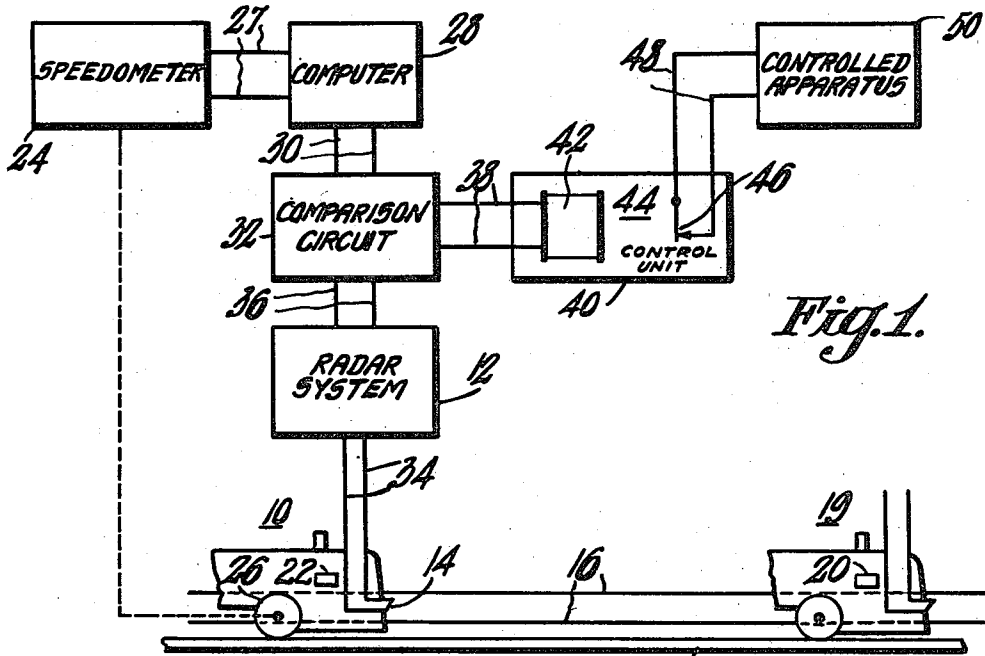 27
28
50
SPEEDOMETER
COMPUTER
48
CONTROLLED
APPARATUS
24
30
42
38
46
COMPARISON
CIRCUIT
44
32
CONTROL
UNIT
36
40
Fig. 1.
RADAR
SYSTEM
12
34
10
19
26
22
14
16
20